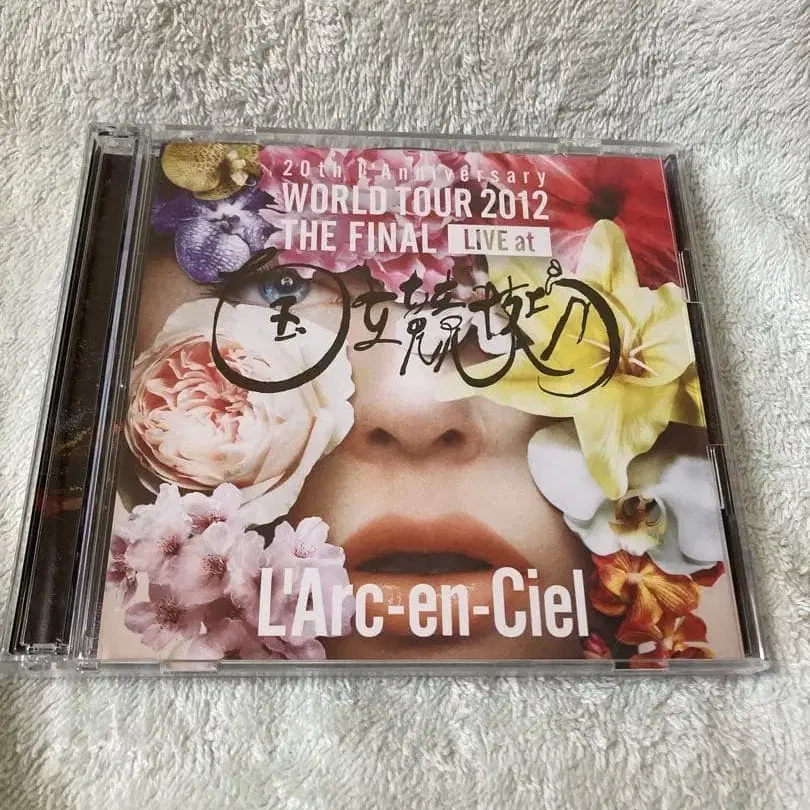 20th L'Anniversary
WORLD TOUR 2012
THE FINAL LIVE at
国立競技場
L'Arc-en-Ciel